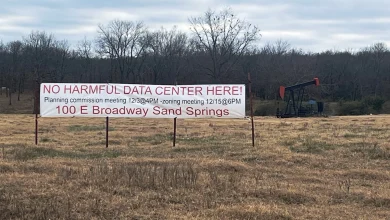 NO HARMFUL DATA CENTER HERE!
Planning commission meeting 12/3@4PM -zoning meeting 12/15@6PM
100 E Broadway Sand Springs